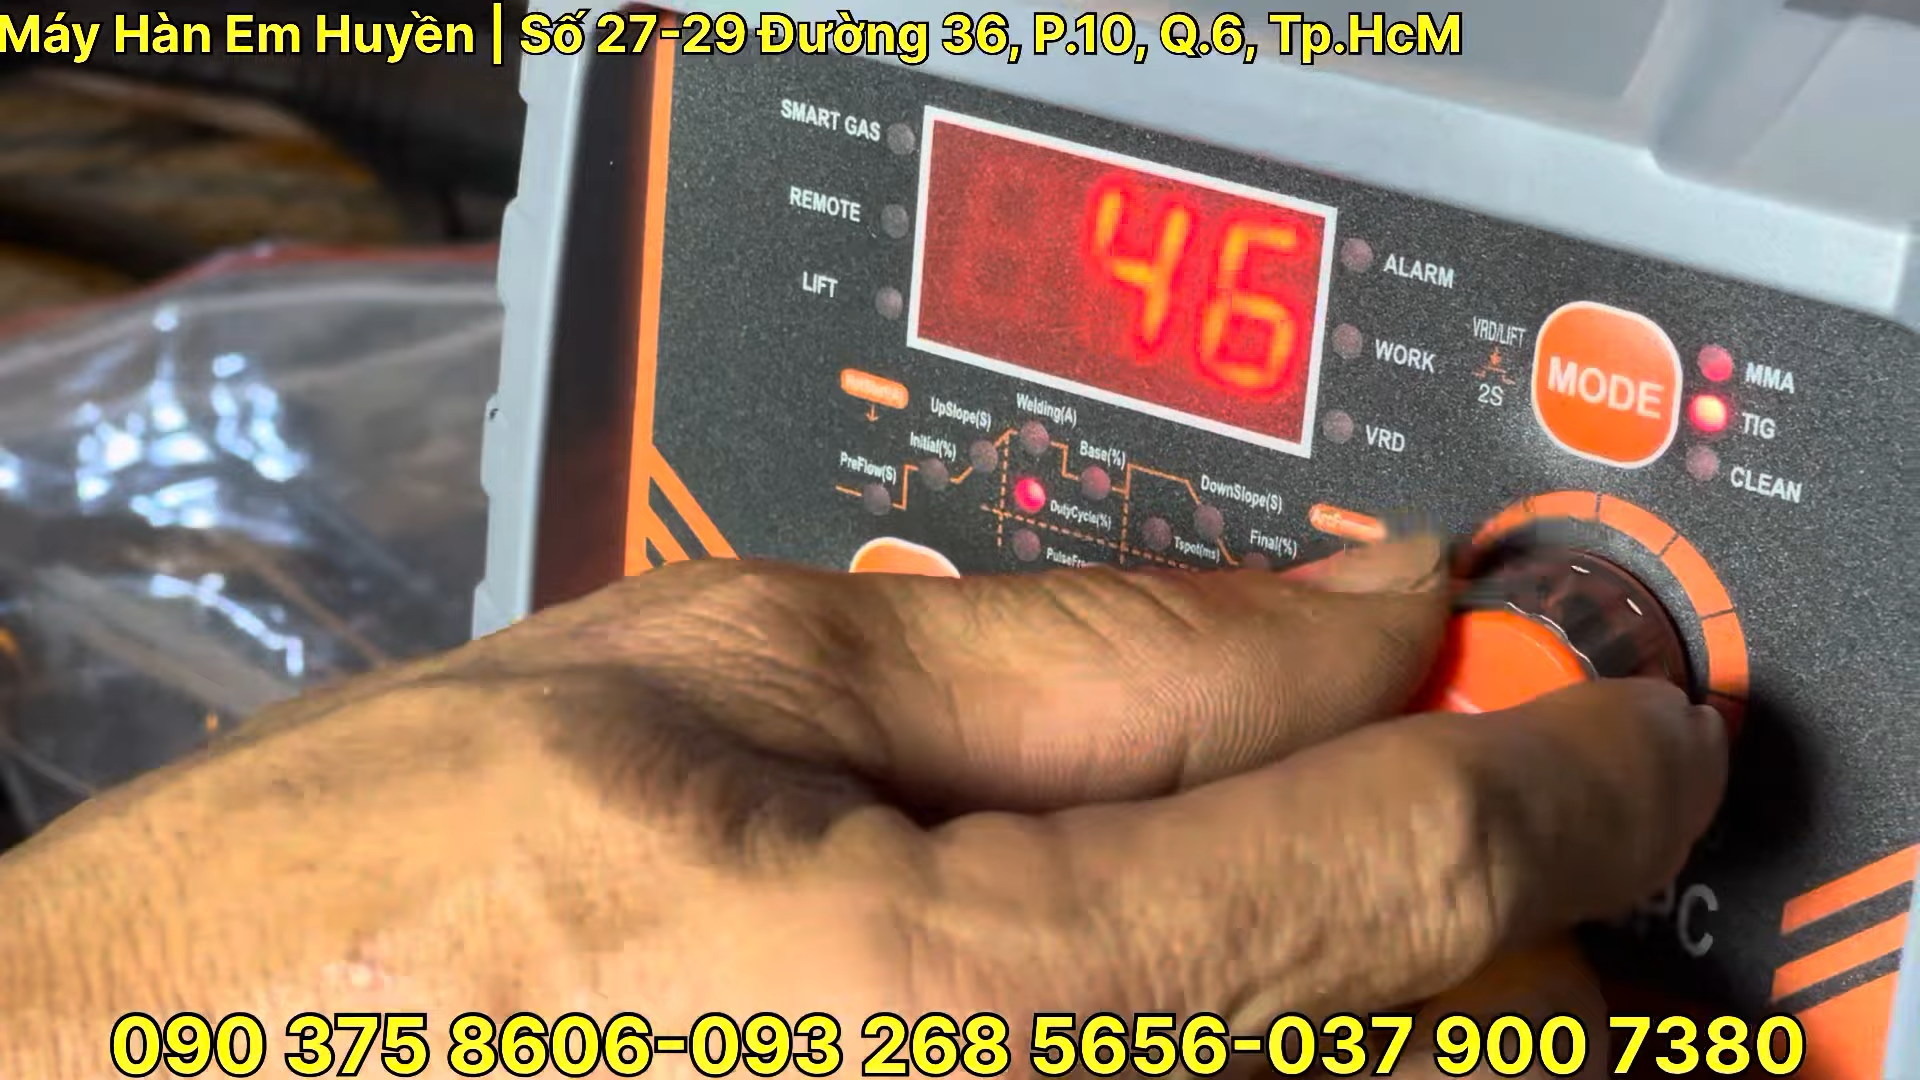 Máy Hàn Em Huyền | Số 27-29 Đường 36, P.10, Q.6, Tp.HcM
SMART GAS
REMOTE
LIFT
46
ALARM
WORK
VRD
VRD/LIFT
2S
MODE
MMA
TIG
CLEAN
UpSlope(S)
Welding(A)
Initial(%)
Base(%)
PreFlow(S)
DutyCycle(%)
DownSlope(S)
Tspot(ms)
Final(%)
PC
090 375 8606-093 268 5656-037 900 7380